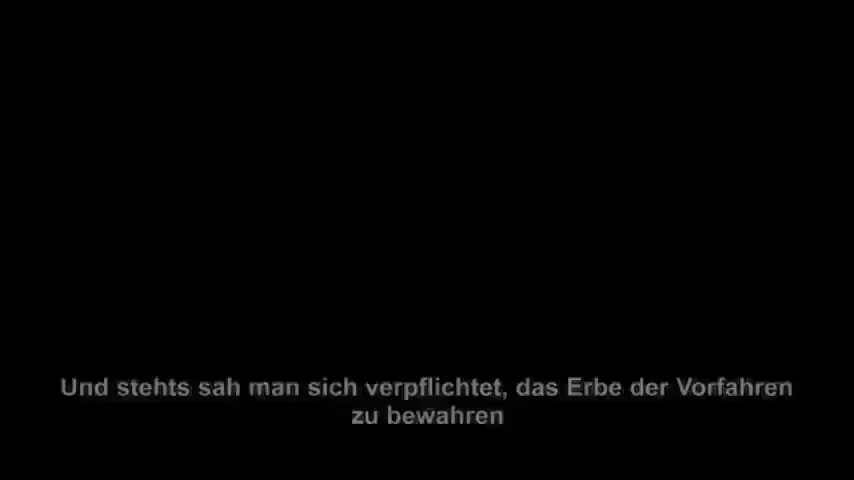 Und stehts sah man sich verpflichtet, das Erbe der Vorfahren
zu bewahren